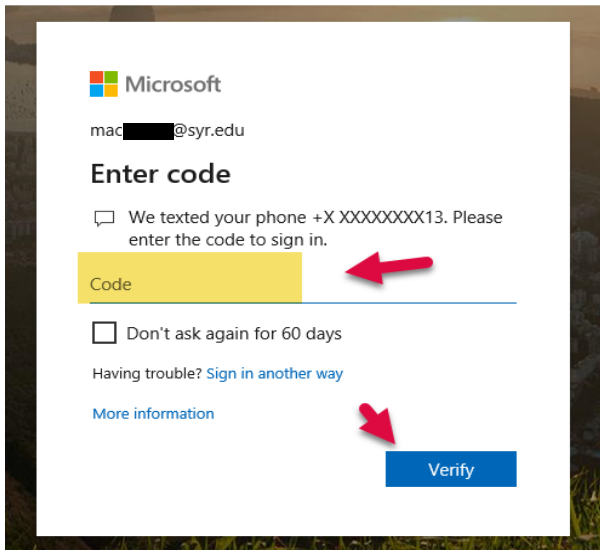 Microsoft
mac @syr.edu
Enter code
We texted your phone +X XXXXXXXX13. Please
enter the code to sign in.
Code
Don't ask again for 60 days
Having trouble? Sign in another way
More information
Verify